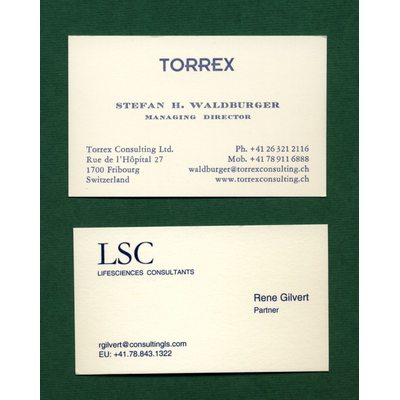 TORREX
STEFAN H. WALDBURGER
MANAGING DIRECTOR
Torrex Consulting Ltd.
Rue de l'Hôpital 27
1700 Fribourg
Switzerland
Ph. +41 26 321 2116
Mob. +41 78 911 6888
waldburger@torrexconsulting.ch
www.torrexconsulting.ch
LSC
LIFESCIENCES CONSULTANTS
Rene Gilvert
Partner
rgilvert@consultingls.com
EU: +41.78.843.1322